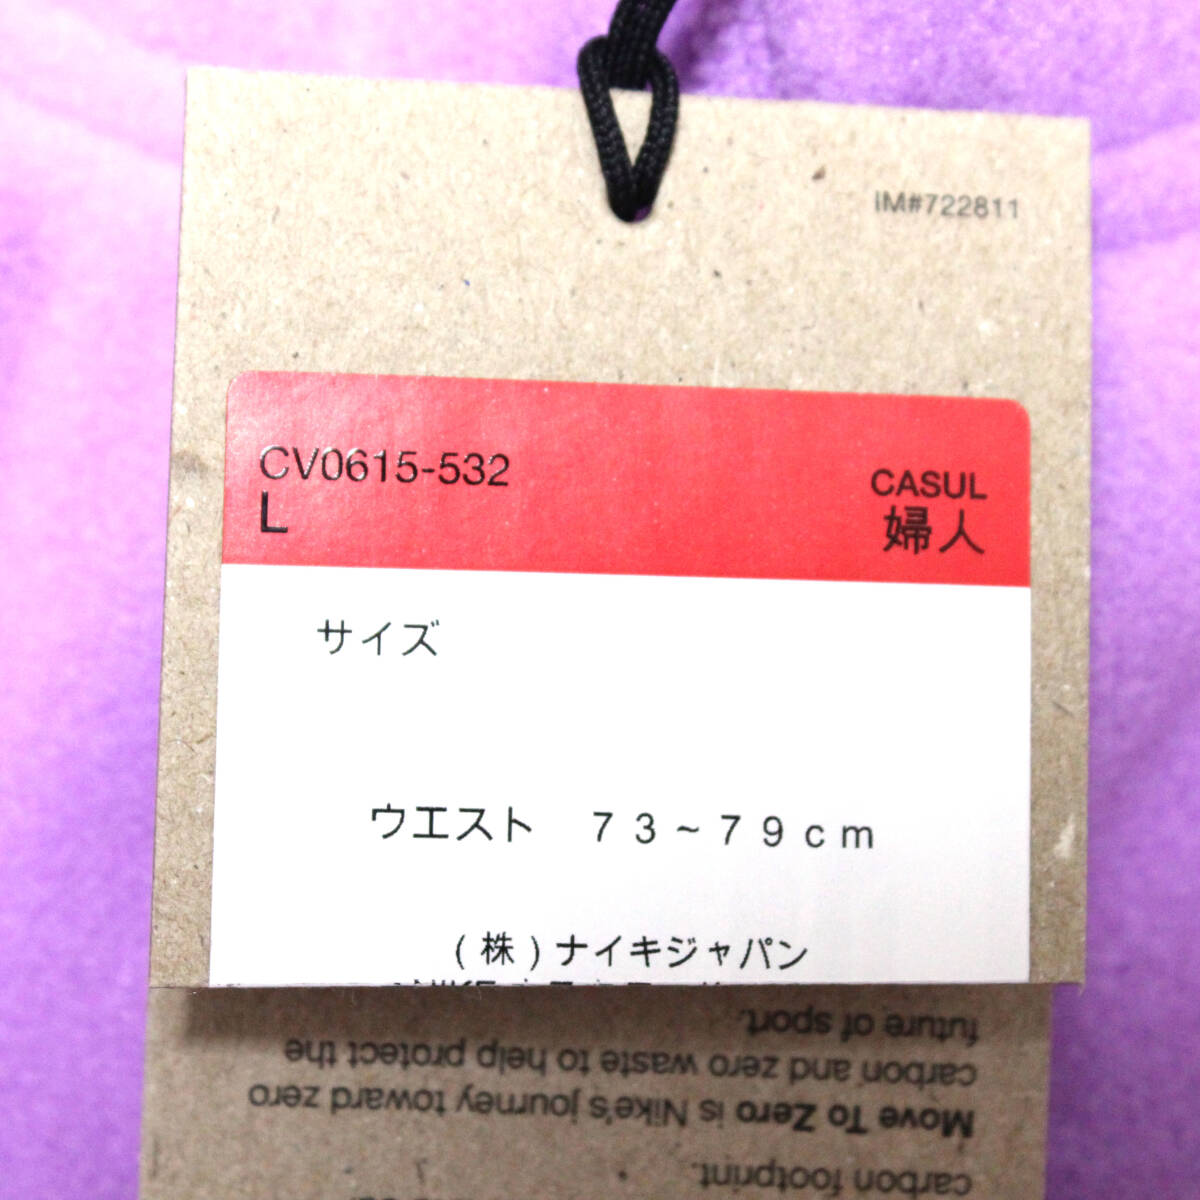 IM#722811
CV0615-532
L
CASUL
婦人
サイズ
ウエスト 73~79cm
(株)ナイキジャパン
carbon footprint.
Move To Zero is Nike's journey toward zero
carbon and zero waste to help protect the
future of sport.